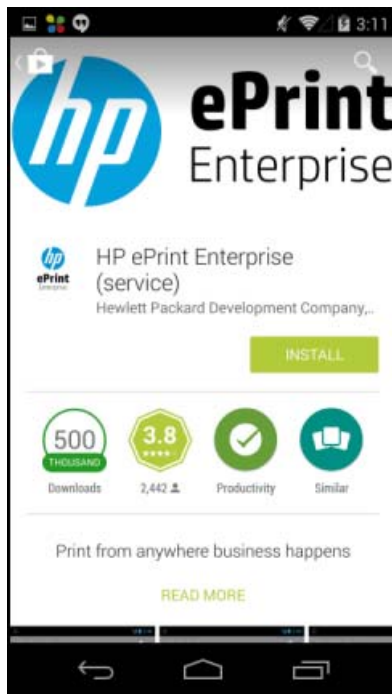 3:11
hp
ePrint
Enterprise
hp
ePrint
Enterprise
HP ePrint Enterprise
(service)
Hewlett Packard Development Company,..
INSTALL
500
THOUSAND
Downloads
3.8
2,442
Productivity
Similar
Print from anywhere business happens
READ MORE